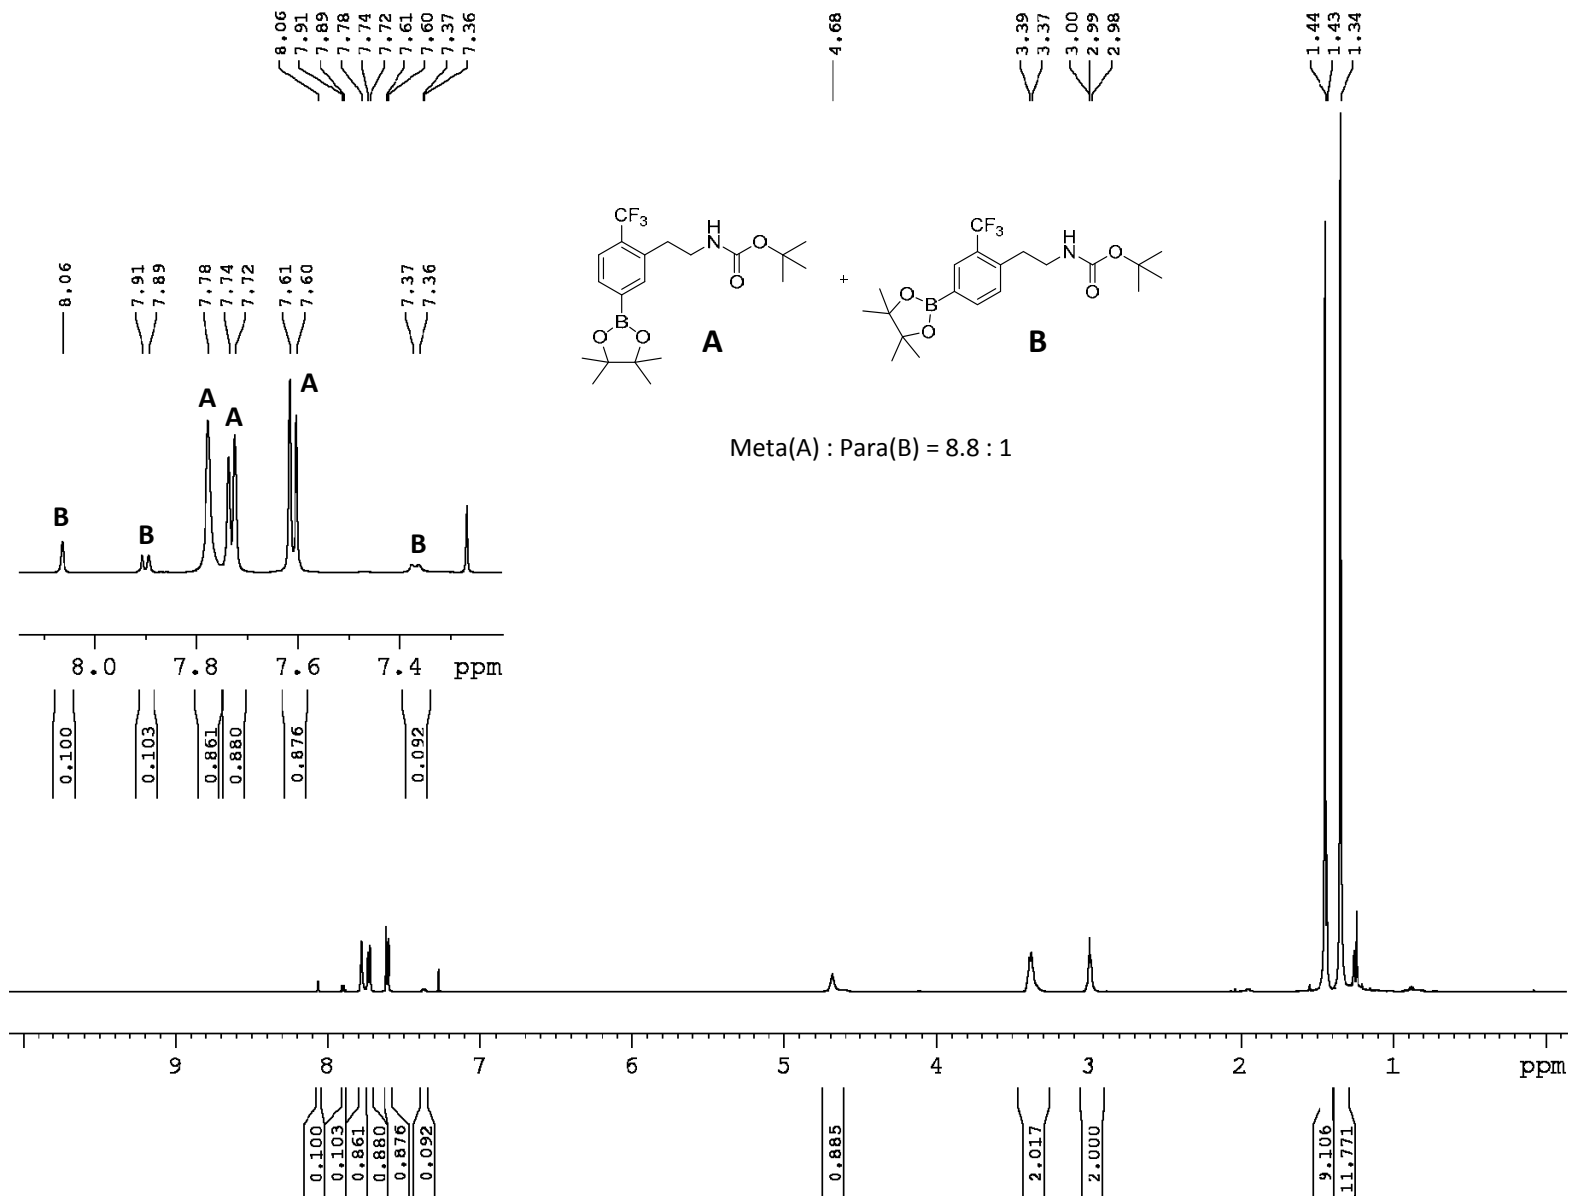 8.06
7.91
7.89
7.78
7.74
7.72
7.61
7.60
7.37
7.36
4.68
3.39
3.37
3.00
2.99
2.98
1.44
1.43
1.34
8.06
7.91
7.89
7.78
7.74
7.72
7.61
7.60
7.37
7.36
CF3
H
N
O
O
B
O
O
A
+
CF3
H
N
O
O
O
B
O
B
Meta(A) : Para(B) = 8.8 : 1
B
B
A
A
A
B
8.0 7.8 7.6 7.4 ppm
0.100
0.103
0.861
0.880
0.876
0.092
9 8 7 6 5 4 3 2 1 ppm
0.100
0.103
0.861
0.880
0.876
0.092
0.885
2.017
2.000
9.106
11.771